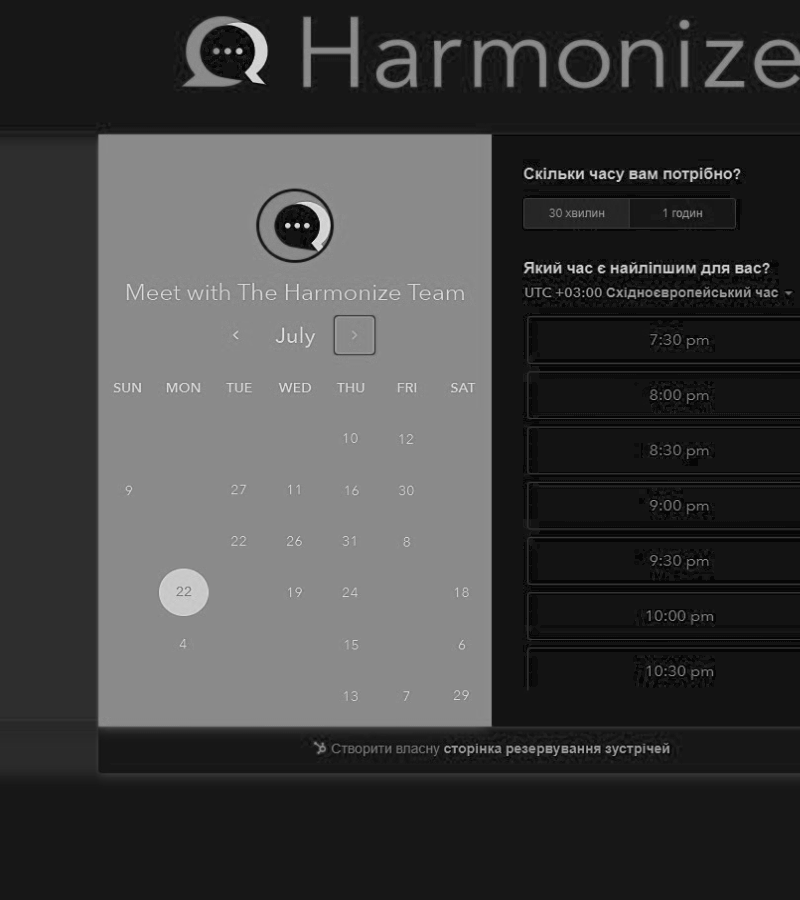 Harmonize
Meet with The Harmonize Team
July
SUN MON TUE WED THU FRI SAT
10 12
9 27 11 16 30
22 26 31 8
22 19 24 18
4 15 6
13 7 29
Скільки часу вам потрібно?
30 хвилин 1 годин
Який час є найліпшим для вас?
UTC +03:00 Східноєвропейський час
7:30 pm
8:00 pm
8:30 pm
9:00 pm
9:30 pm
10:00 pm
10:30 pm
Створити власну сторінка резервування зустрічей